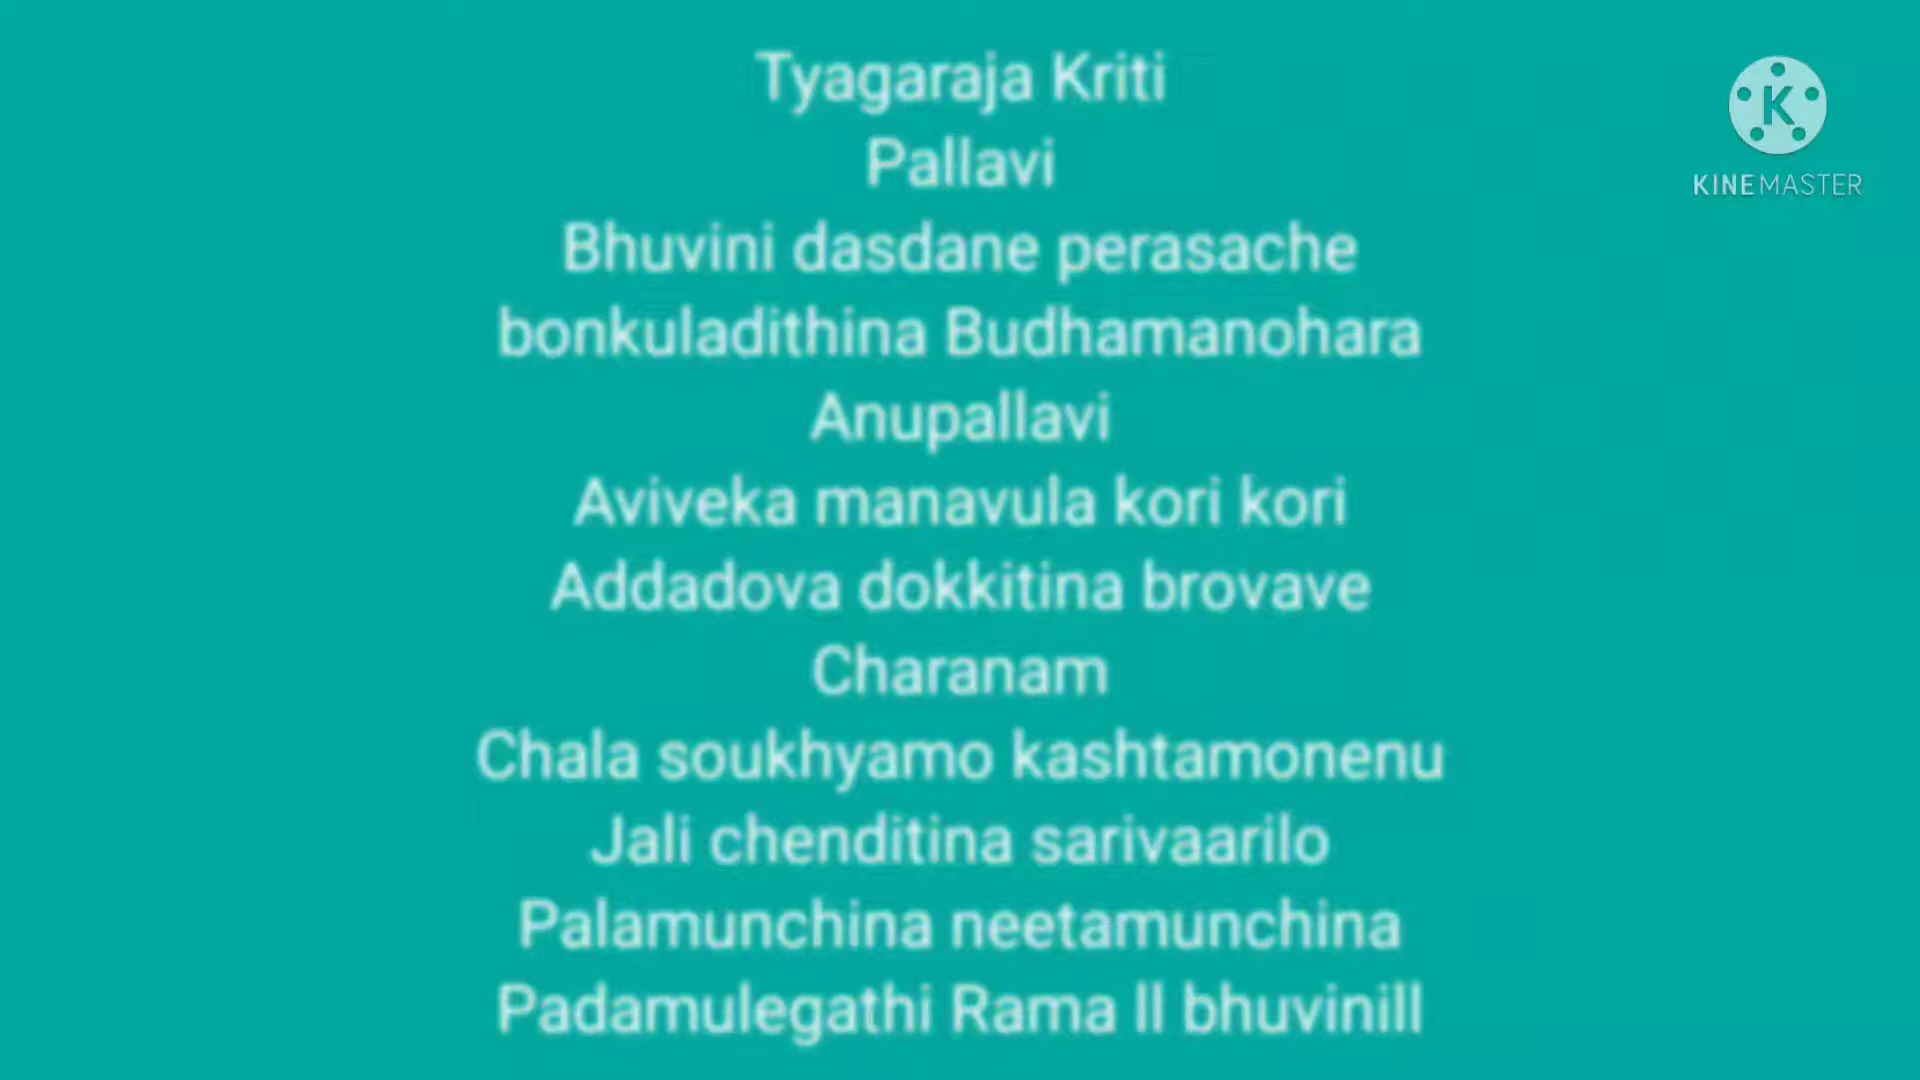 Tyagaraja Kriti
Pallavi
Bhuvini dasdane perasache
bonkuladithina Budhamanohara
Anupallavi
Aviveka manavula kori kori
Addadova dokkitina brovave
Charanam
Chala soukhyamo kashtamonenu
Jali chenditina sarivaarilo
Palamunchina neetamunchina
Padamulegathi Rama ll bhuvinill
K
KINEMASTER